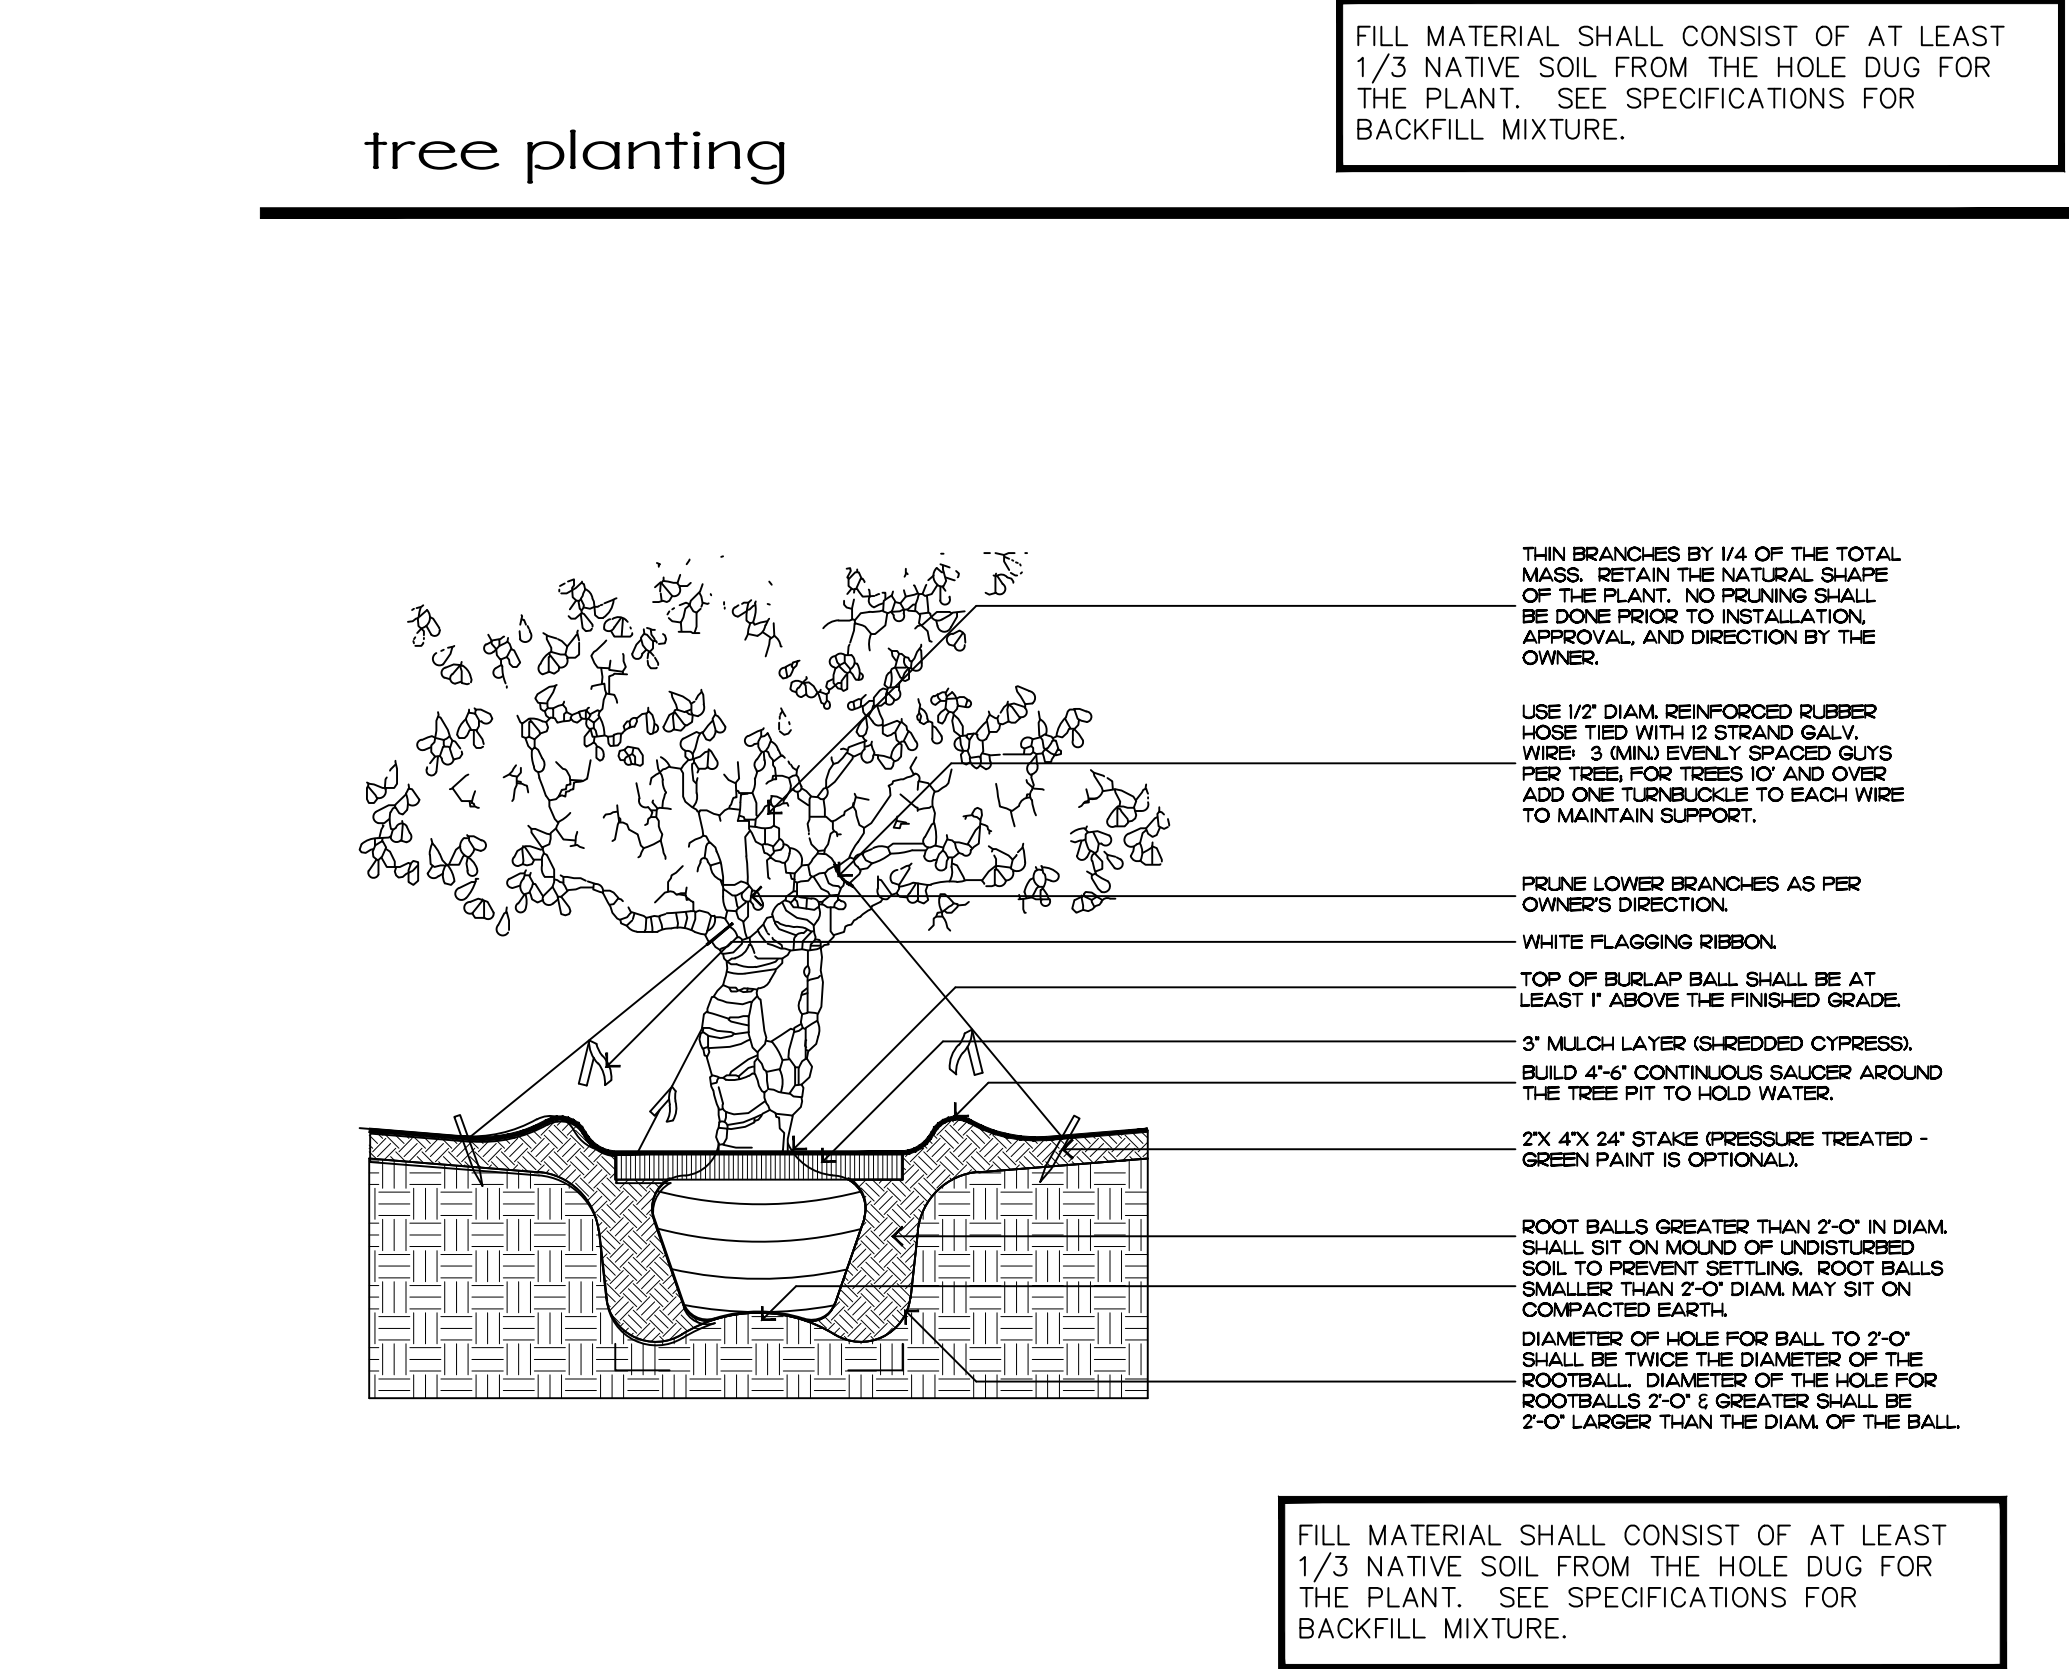 FILL MATERIAL SHALL CONSIST OF AT LEAST
1/3 NATIVE SOIL FROM THE HOLE DUG FOR
THE PLANT. SEE SPECIFICATIONS FOR
BACKFILL MIXTURE.
tree planting
THIN BRANCHES BY 1/4 OF THE TOTAL
MASS. RETAIN THE NATURAL SHAPE
OF THE PLANT. NO PRUNING SHALL
BE DONE PRIOR TO INSTALLATION,
APPROVAL, AND DIRECTION BY THE
OWNER.
USE 1/2" DIAM. REINFORCED RUBBER
HOSE TIED WITH 12 STRAND GALV.
WIRE: 3 (MIN.) EVENLY SPACED GUYS
PER TREE; FOR TREES 10' AND OVER
ADD ONE TURNBUCKLE TO EACH WIRE
TO MAINTAIN SUPPORT.
PRUNE LOWER BRANCHES AS PER
OWNER'S DIRECTION.
WHITE FLAGGING RIBBON.
TOP OF BURLAP BALL SHALL BE AT
LEAST 1" ABOVE THE FINISHED GRADE.
3" MULCH LAYER (SHREDDED CYPRESS).
BUILD 4"-6" CONTINUOUS SAUCER AROUND
THE TREE PIT TO HOLD WATER.
2"X 4"X 24" STAKE (PRESSURE TREATED -
GREEN PAINT IS OPTIONAL).
ROOT BALLS GREATER THAN 2'-0" IN DIAM.
SHALL SIT ON MOUND OF UNDISTURBED
SOIL TO PREVENT SETTLING. ROOT BALLS
SMALLER THAN 2'-0" DIAM. MAY SIT ON
COMPACTED EARTH.
DIAMETER OF HOLE FOR BALL TO 2'-0"
SHALL BE TWICE THE DIAMETER OF THE
ROOTBALL. DIAMETER OF THE HOLE FOR
ROOTBALLS 2'-0" & GREATER SHALL BE
2'-0" LARGER THAN THE DIAM. OF THE BALL.
FILL MATERIAL SHALL CONSIST OF AT LEAST
1/3 NATIVE SOIL FROM THE HOLE DUG FOR
THE PLANT. SEE SPECIFICATIONS FOR
BACKFILL MIXTURE.